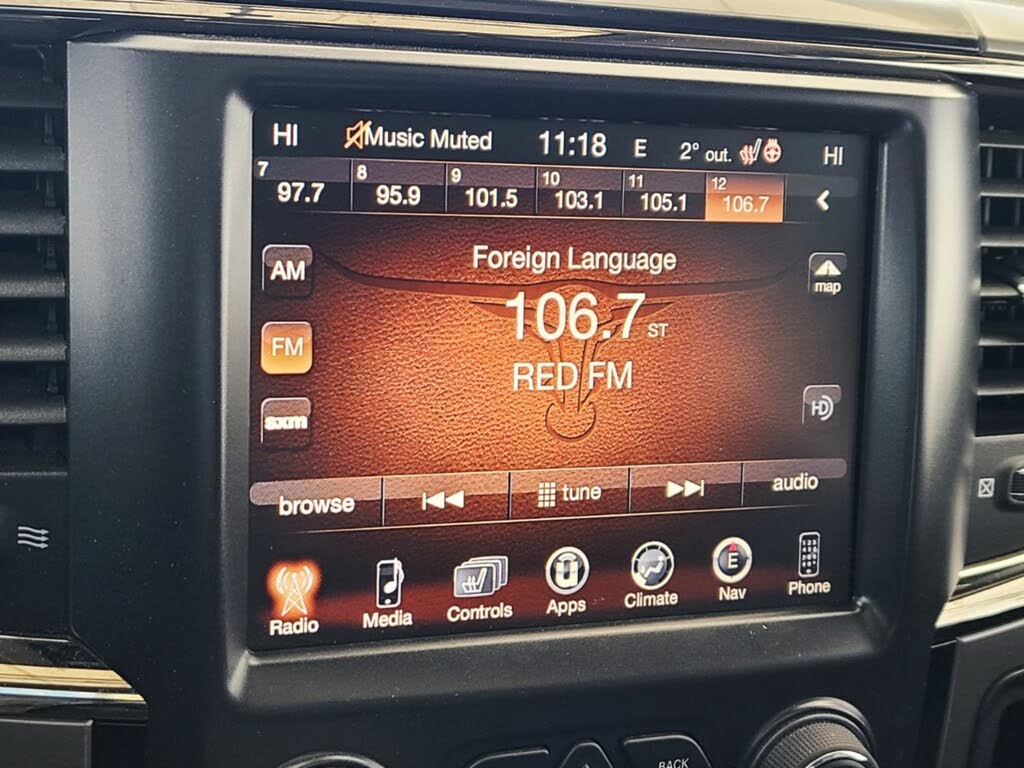 HI Music Muted 11:18 E 2° out. HI
7 97.7 8 95.9 9 101.5 10 103.1 11 105.1 12 106.7
Foreign Language
AM map
106.7 ST
FM RED FM
HD
sxm
browse tune audio
Radio Media Controls Apps Climate E Nav Phone
BACK